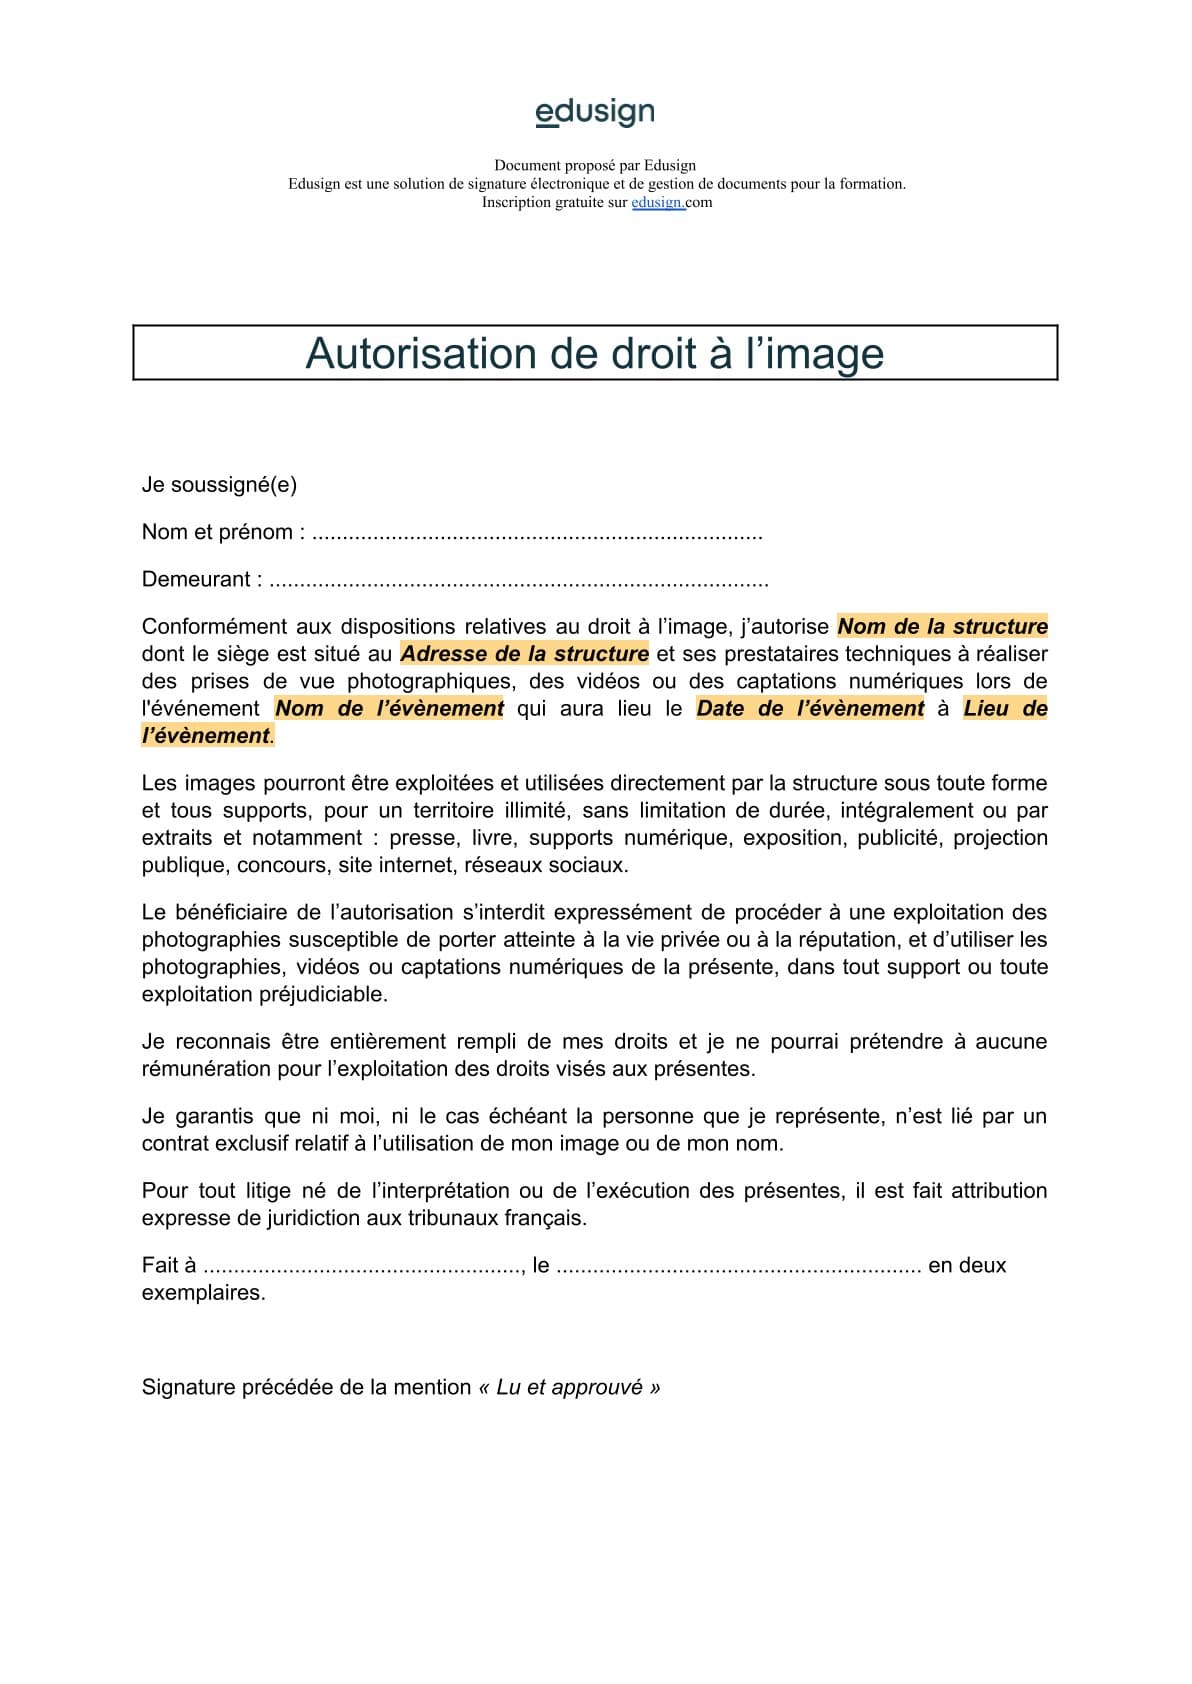 edusign
Document proposé par Edusign
Edusign est une solution de signature électronique et de gestion de documents pour la formation.
Inscription gratuite sur edusign.com
Autorisation de droit à l’image
Je soussigné(e)
Nom et prénom : ..........................................................................
Demeurant : ..................................................................................
Conformément aux dispositions relatives au droit à l’image, j’autorise Nom de la structure
dont le siège est situé au Adresse de la structure et ses prestataires techniques à réaliser
des prises de vue photographiques, des vidéos ou des captations numériques lors de
l'événement Nom de l’évènement qui aura lieu le Date de l’évènement à Lieu de
l’évènement.
Les images pourront être exploitées et utilisées directement par la structure sous toute forme
et tous supports, pour un territoire illimité, sans limitation de durée, intégralement ou par
extraits et notamment : presse, livre, supports numérique, exposition, publicité, projection
publique, concours, site internet, réseaux sociaux.
Le bénéficiaire de l’autorisation s’interdit expressément de procéder à une exploitation des
photographies susceptible de porter atteinte à la vie privée ou à la réputation, et d’utiliser les
photographies, vidéos ou captations numériques de la présente, dans tout support ou toute
exploitation préjudiciable.
Je reconnais être entièrement rempli de mes droits et je ne pourrai prétendre à aucune
rémunération pour l’exploitation des droits visés aux présentes.
Je garantis que ni moi, ni le cas échéant la personne que je représente, n’est lié par un
contrat exclusif relatif à l’utilisation de mon image ou de mon nom.
Pour tout litige né de l’interprétation ou de l’exécution des présentes, il est fait attribution
expresse de juridiction aux tribunaux français.
Fait à ...................................................., le ............................................................ en deux
exemplaires.
Signature précédée de la mention « Lu et approuvé »